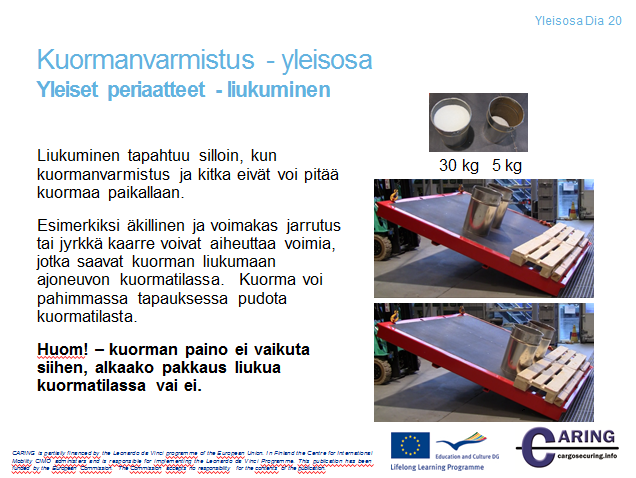 Yleisosa Dia 20
Kuormanvarmistus - yleisosa
Yleiset periaatteet - liukuminen
30 kg 5 kg
Liukuminen tapahtuu silloin, kun
kuormanvarmistus ja kitka eivät voi pitää
kuormaa paikallaan.
Esimerkiksi äkillinen ja voimakas jarrutus
tai jyrkkä kaarre voivat aiheuttaa voimia,
jotka saavat kuorman liukumaan
ajoneuvon kuormatilassa. Kuorma voi
pahimmassa tapauksessa pudota
kuormatilasta.
Huom! – kuorman paino ei vaikuta
siihen, alkaako pakkaus liukua
kuormatilassa vai ei.
CARING is partially financed by the Leonardo da Vinci programme of the European Union. In Finland the Centre for International
Mobility CIMO administers and is responsible for implementing the Leonardo da Vinci Programme. This publication has been
funded by the European Commission. The Commission accepts no responsibility for the contents of the publication.
Education and Culture DG
Lifelong Learning Programme
CARING
cargosecuring.info